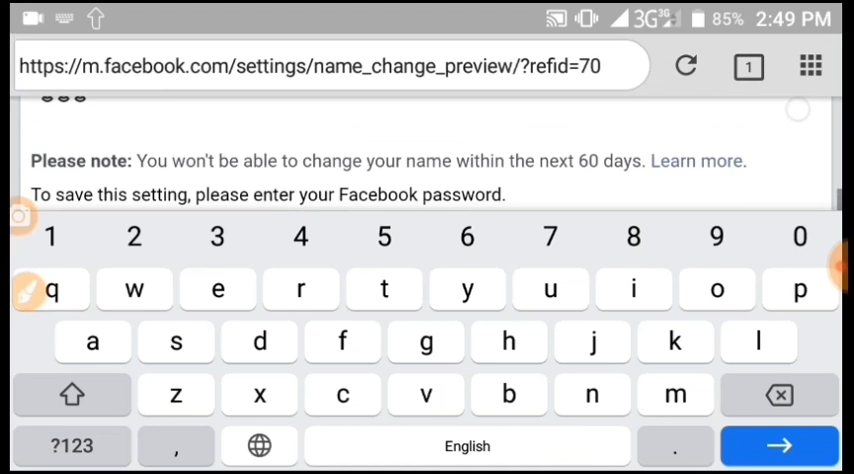 3G 3G 85% 2:49 PM
https://m.facebook.com/settings/name_change_preview/?refid=70
1
Please note: You won't be able to change your name within the next 60 days. Learn more.
To save this setting, please enter your Facebook password.
1 2 3 4 5 6 7 8 9 0
q w e r t y u i o p
a s d f g h j k l
z x c v b n m
?123 , English .